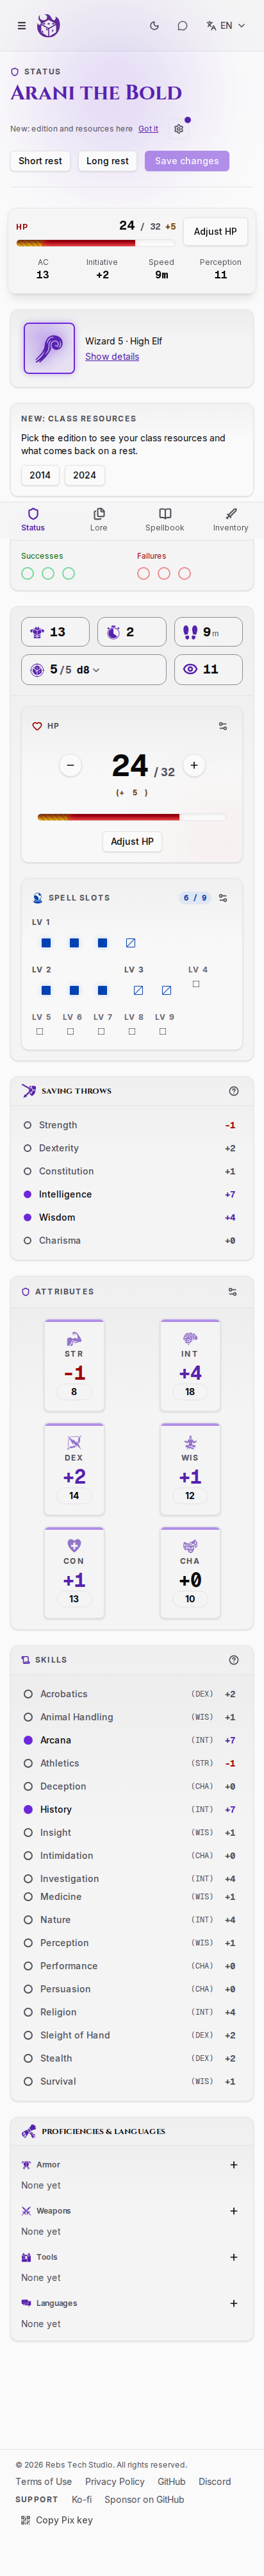 EN
STATUS
Arani the Bold
New: edition and resources here Got it
Short rest Long rest Save changes
HP 24 / 32 +5 Adjust HP
AC Initiative Speed Perception
13 +2 9m 11
Wizard 5 · High Elf
Show details
NEW: CLASS RESOURCES
Pick the edition to see your class resources and
what comes back on a rest.
2014 2024
Status Lore Spellbook Inventory
Successes Failures
13 2 9 m
5 /5 d8 11
HP
24 / 32
(+ 5 )
Adjust HP
SPELL SLOTS 6 / 9
LV 1
LV 2 LV 3 LV 4
LV 5 LV 6 LV 7 LV 8 LV 9
Saving Throws
Strength -1
Dexterity +2
Constitution +1
Intelligence +7
Wisdom +4
Charisma +0
ATTRIBUTES
STR INT
-1 +4
8 18
DEX WIS
+2 +1
14 12
CON CHA
+1 +0
13 10
SKILLS
Acrobatics (DEX) +2
Animal Handling (WIS) +1
Arcana (INT) +7
Athletics (STR) -1
Deception (CHA) +0
History (INT) +7
Insight (WIS) +1
Intimidation (CHA) +0
Investigation (INT) +4
Medicine (WIS) +1
Nature (INT) +4
Perception (WIS) +1
Performance (CHA) +0
Persuasion (CHA) +0
Religion (INT) +4
Sleight of Hand (DEX) +2
Stealth (DEX) +2
Survival (WIS) +1
Proficiencies & Languages
Armor
None yet
Weapons
None yet
Tools
None yet
Languages
None yet
© 2026 Rebs Tech Studio. All rights reserved.
Terms of Use Privacy Policy GitHub Discord
SUPPORT Ko-fi Sponsor on GitHub
Copy Pix key